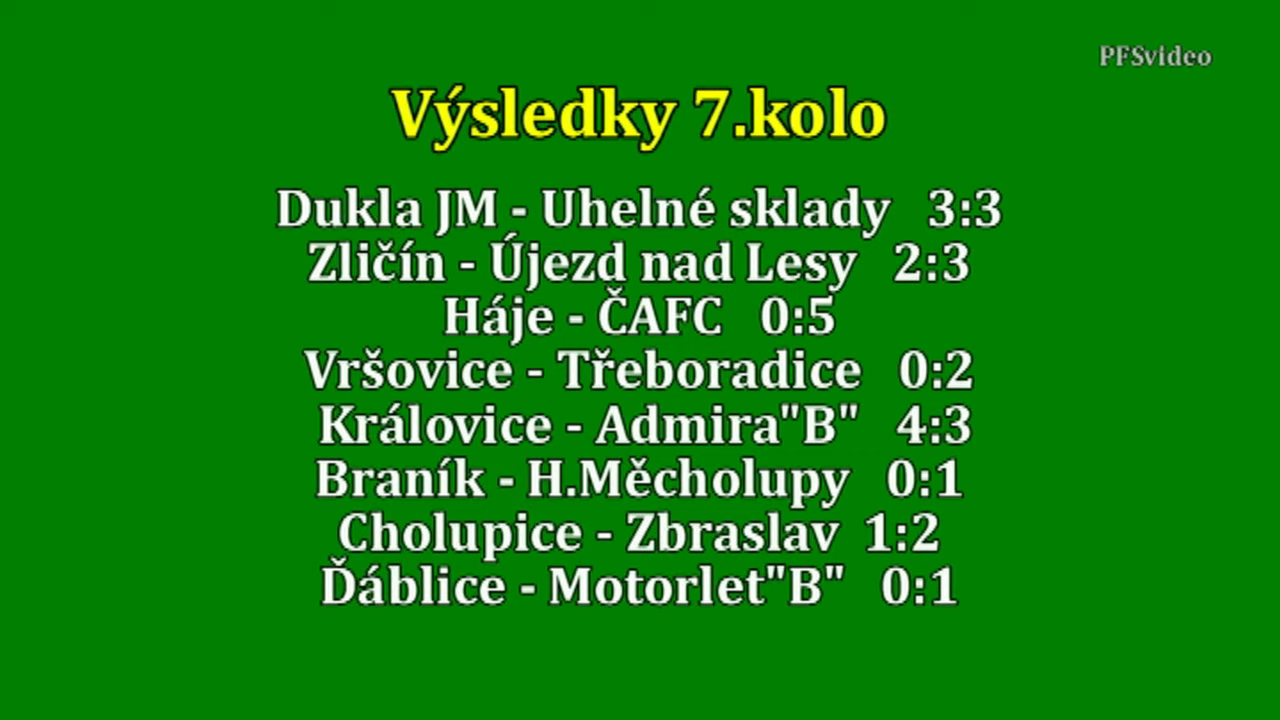 PFSvideo
Výsledky 7.kolo
Dukla JM - Uhelné sklady 3:3
Zličín - Újezd nad Lesy 2:3
Háje - ČAFC 0:5
Vršovice - Třeboradice 0:2
Královice - Admira"B" 4:3
Braník - H.Měcholupy 0:1
Cholupice - Zbraslav 1:2
Ďáblice - Motorlet"B" 0:1